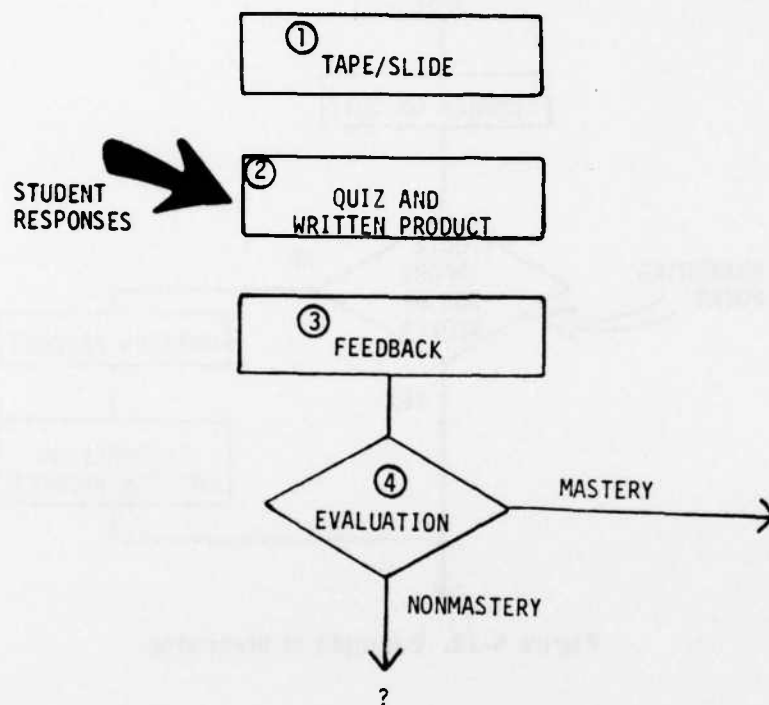 ①
TAPE/SLIDE
②
STUDENT
RESPONSES
QUIZ AND
WRITTEN PRODUCT
③
FEEDBACK
④
EVALUATION
MASTERY
NONMASTERY
?